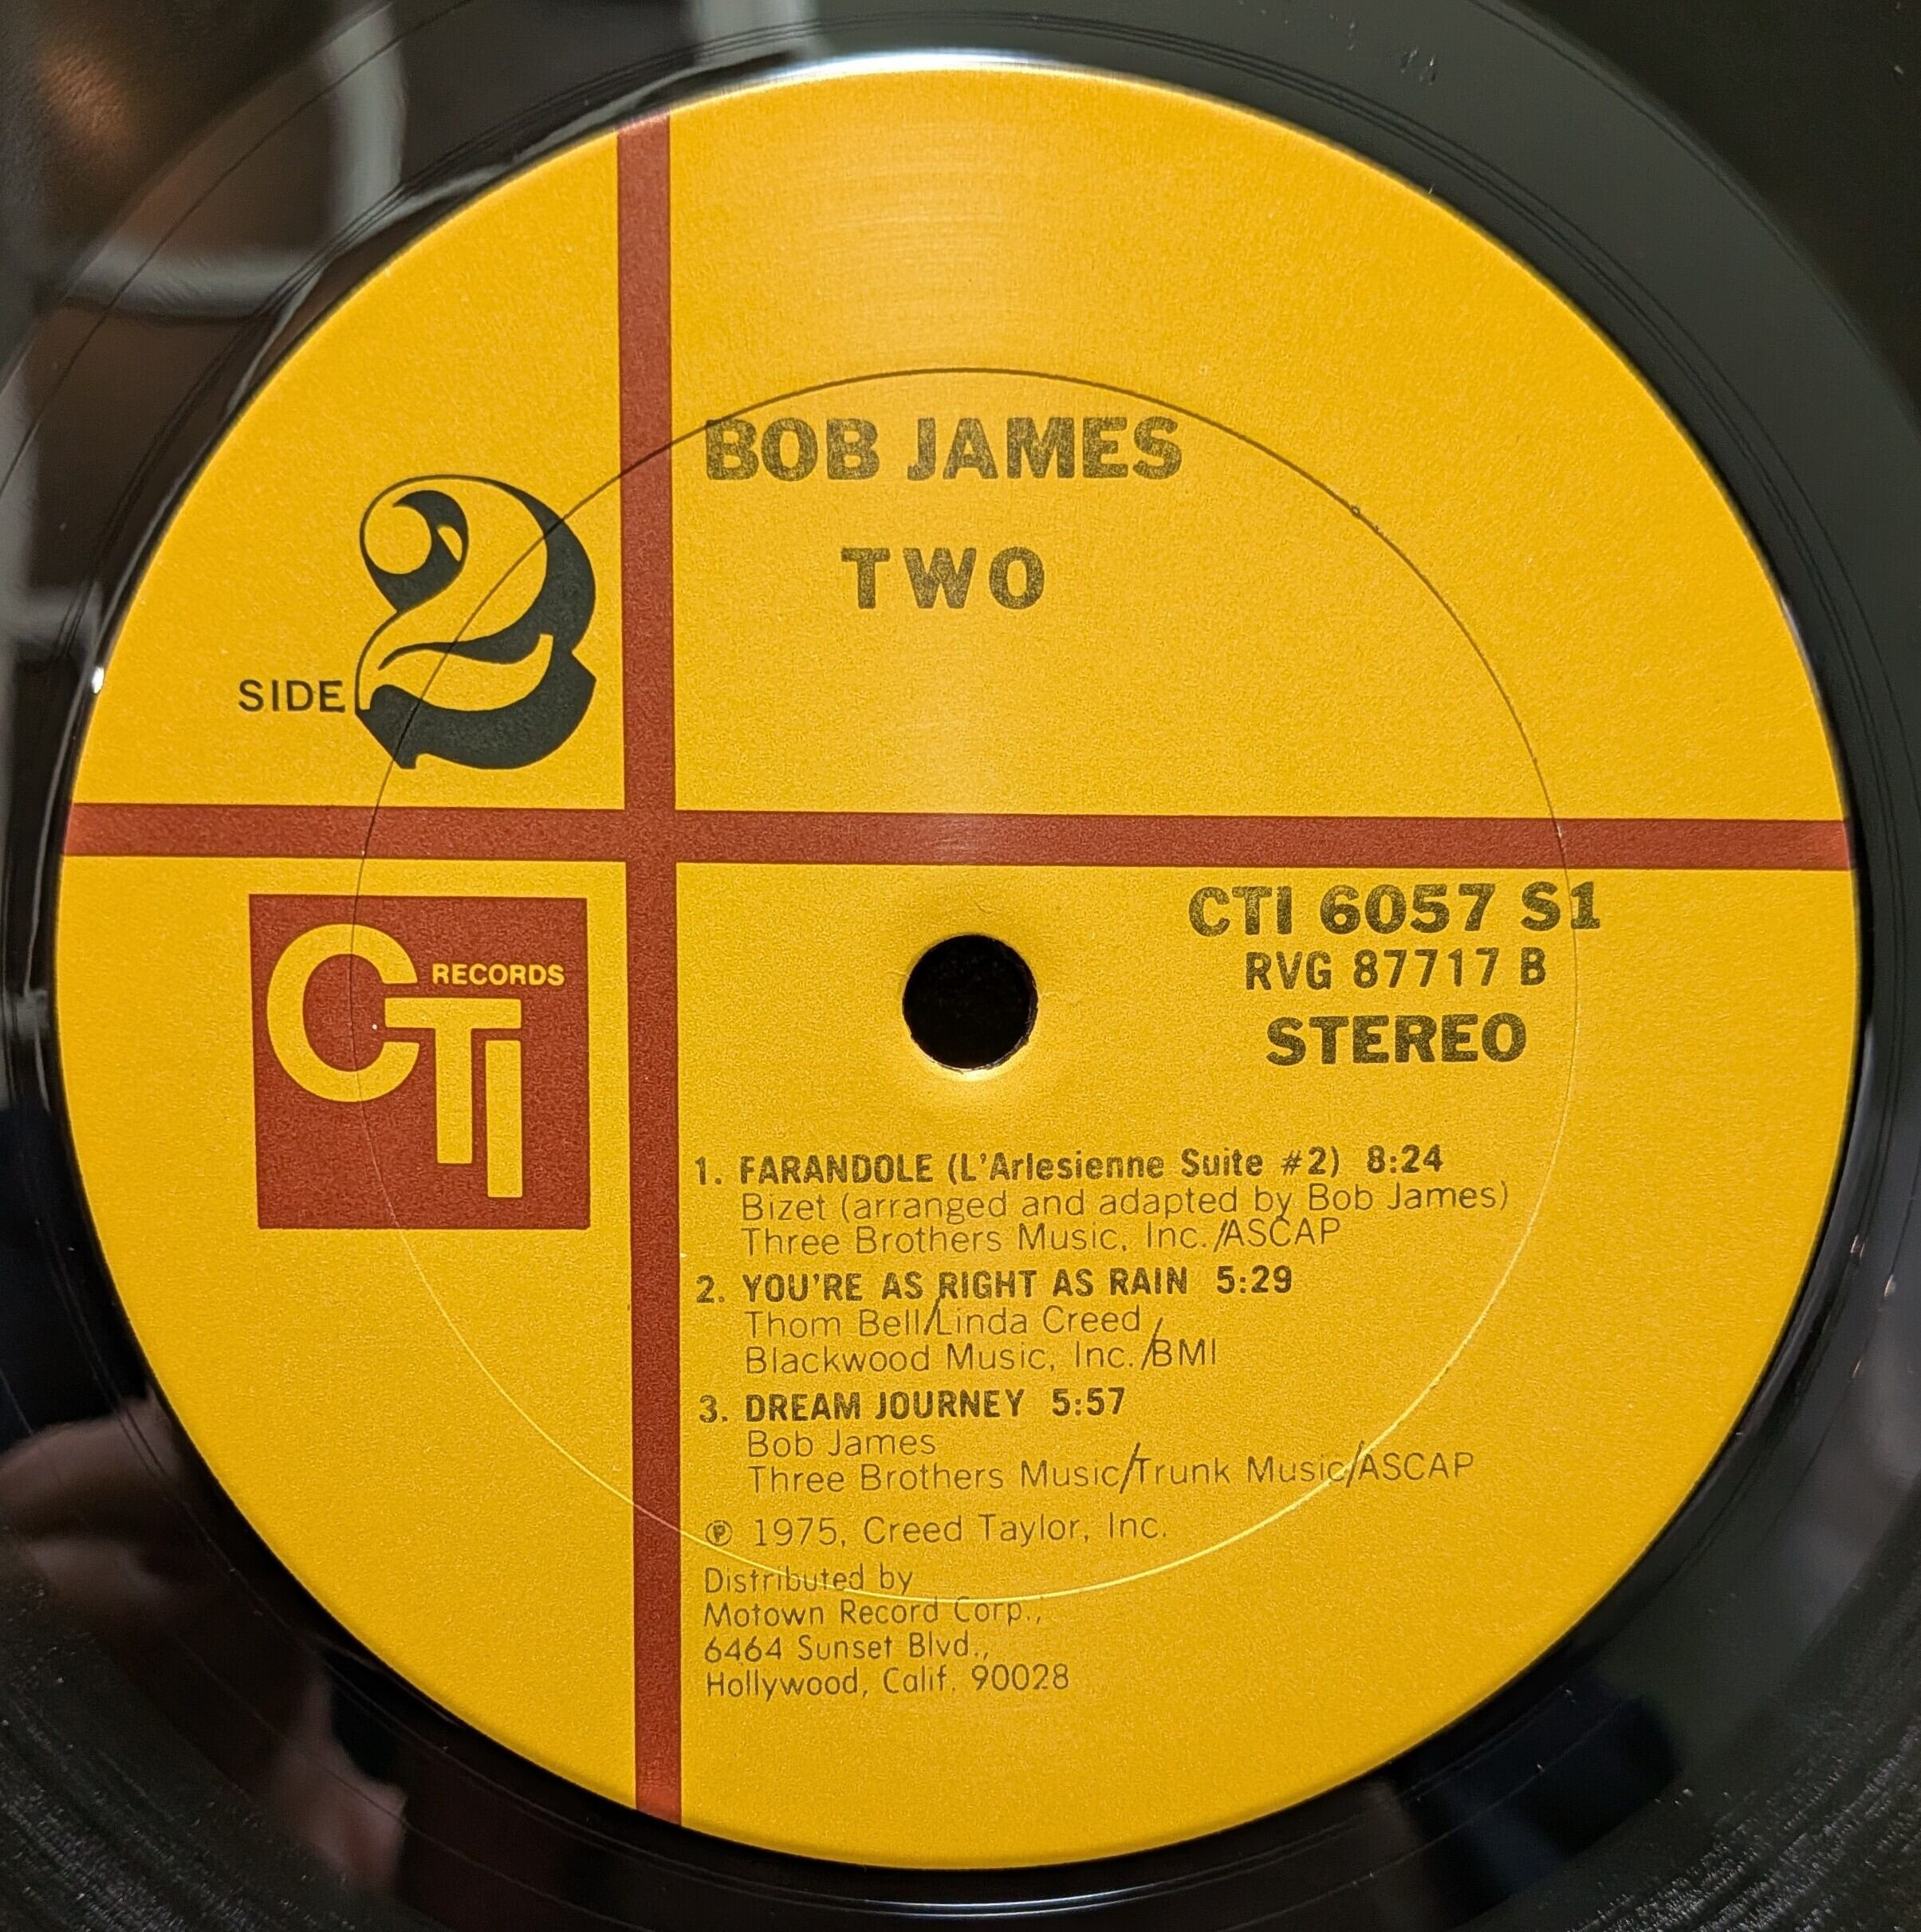 BOB JAMES
TWO
SIDE 2
CTI RECORDS
CTI 6057 S1
RVG 87717 B
STEREO
1. FARANDOLE (L'Arlesienne Suite #2) 8:24
Bizet (arranged and adapted by Bob James)
Three Brothers Music, Inc./ASCAP
2. YOU'RE AS RIGHT AS RAIN 5:29
Thom Bell/Linda Creed
Blackwood Music, Inc./BMI
3. DREAM JOURNEY 5:57
Bob James
Three Brothers Music/Trunk Music/ASCAP
℗ 1975, Creed Taylor, Inc.
Distributed by
Motown Record Corp.,
6464 Sunset Blvd.,
Hollywood, Calif. 90028